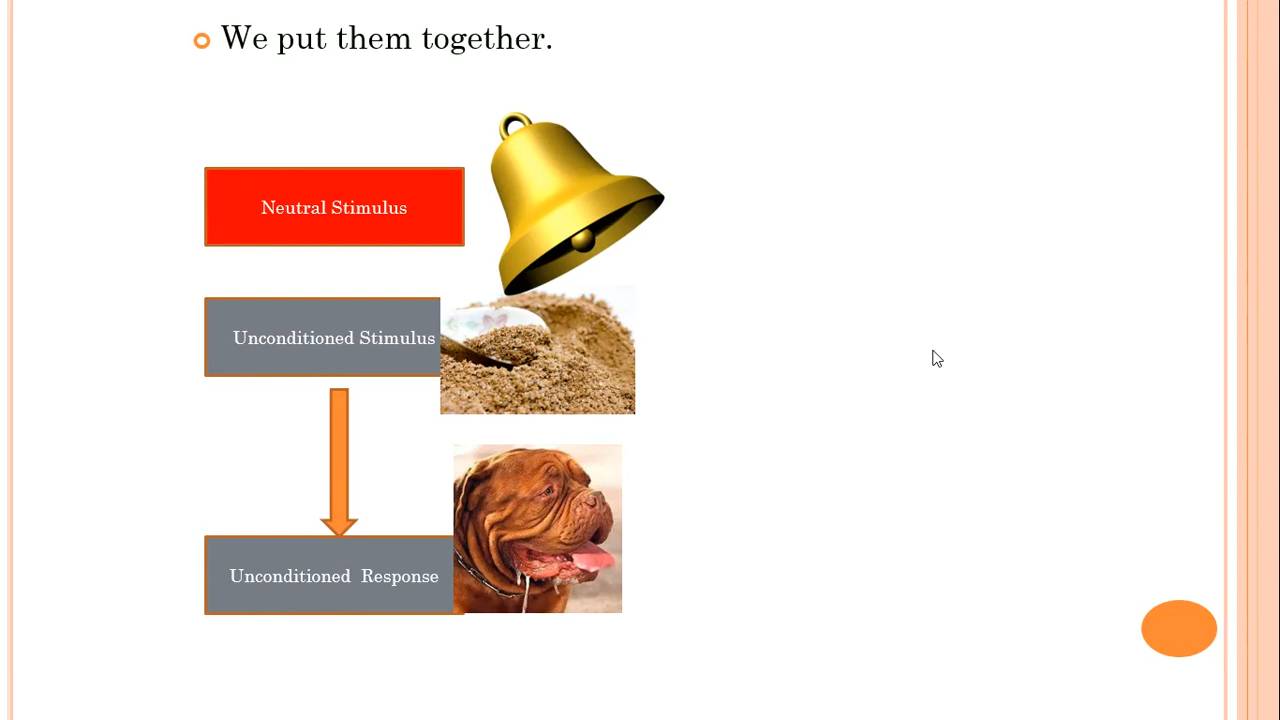 We put them together.
Neutral Stimulus
Unconditioned Stimulus
Unconditioned Response